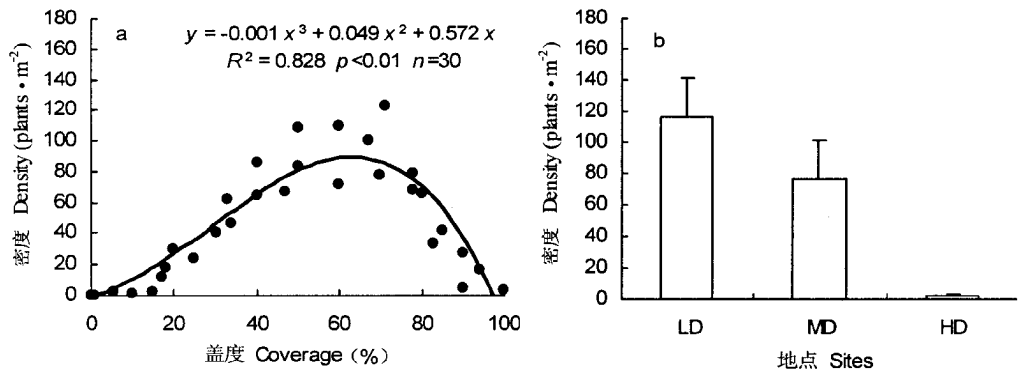 a
y = -0.001 x³ + 0.049 x² + 0.572 x
R² = 0.828 p<0.01 n=30
密度 Density (plants·m⁻²)
180
160
140
120
100
80
60
40
20
0
0 20 40 60 80 100
盖度 Coverage (%)
b
密度 Density (plants·m⁻²)
180
160
140
120
100
80
60
40
20
0
LD MD HD
地点 Sites